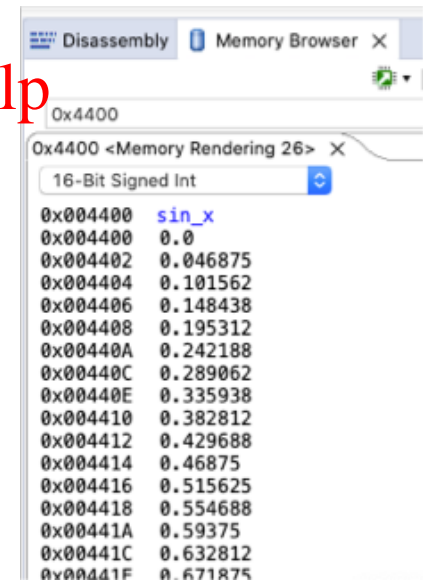 Disassembly Memory Browser
lp
0x4400
0x4400 <Memory Rendering 26>
16-Bit Signed Int
0x004400 sin_x
0x004400 0.0
0x004402 0.046875
0x004404 0.101562
0x004406 0.148438
0x004408 0.195312
0x00440A 0.242188
0x00440C 0.289062
0x00440E 0.335938
0x004410 0.382812
0x004412 0.429688
0x004414 0.46875
0x004416 0.515625
0x004418 0.554688
0x00441A 0.59375
0x00441C 0.632812
0x00441E 0.671875